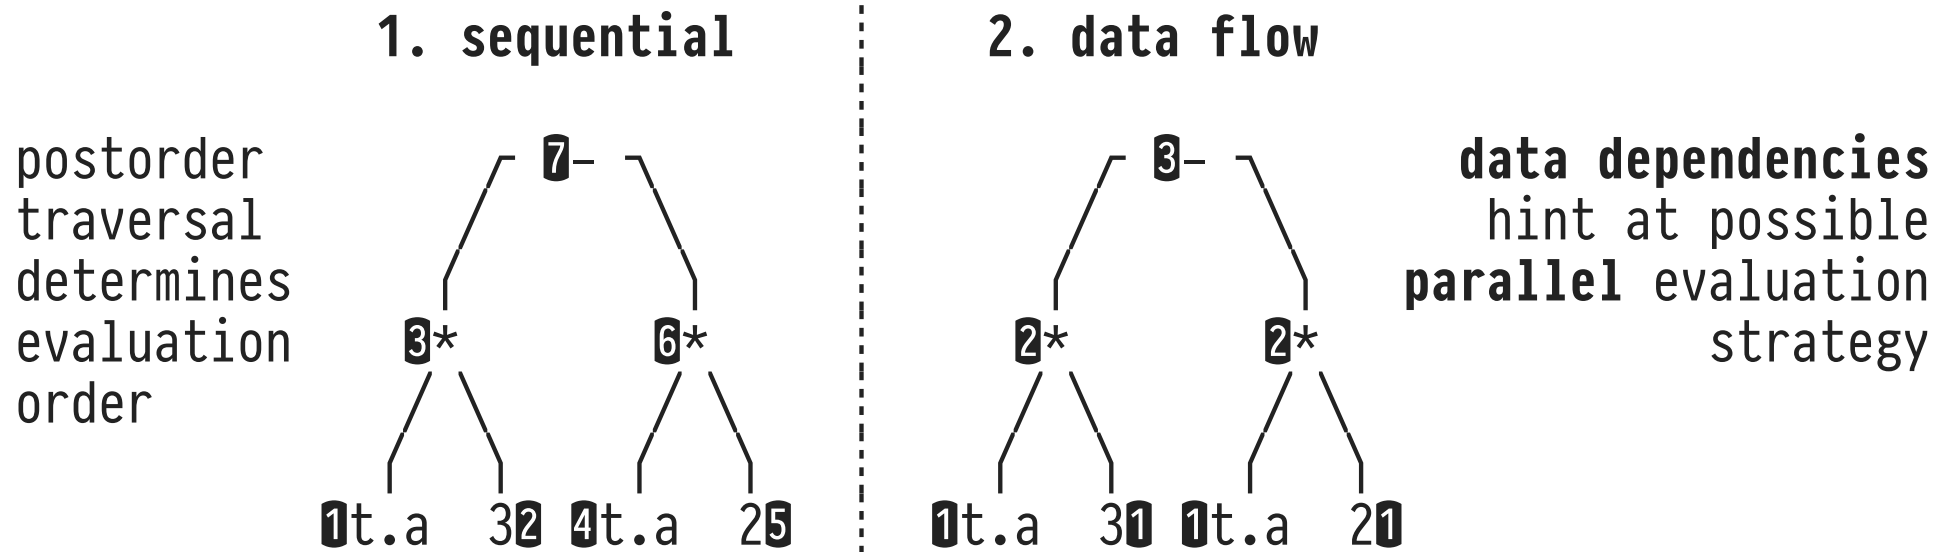 1. sequential
2. data flow
postorder
traversal
determines
evaluation
order
7-
3* 6*
1t.a 32 4t.a 25
3-
2* 2*
1t.a 31 1t.a 21
data dependencies
hint at possible
parallel evaluation
strategy